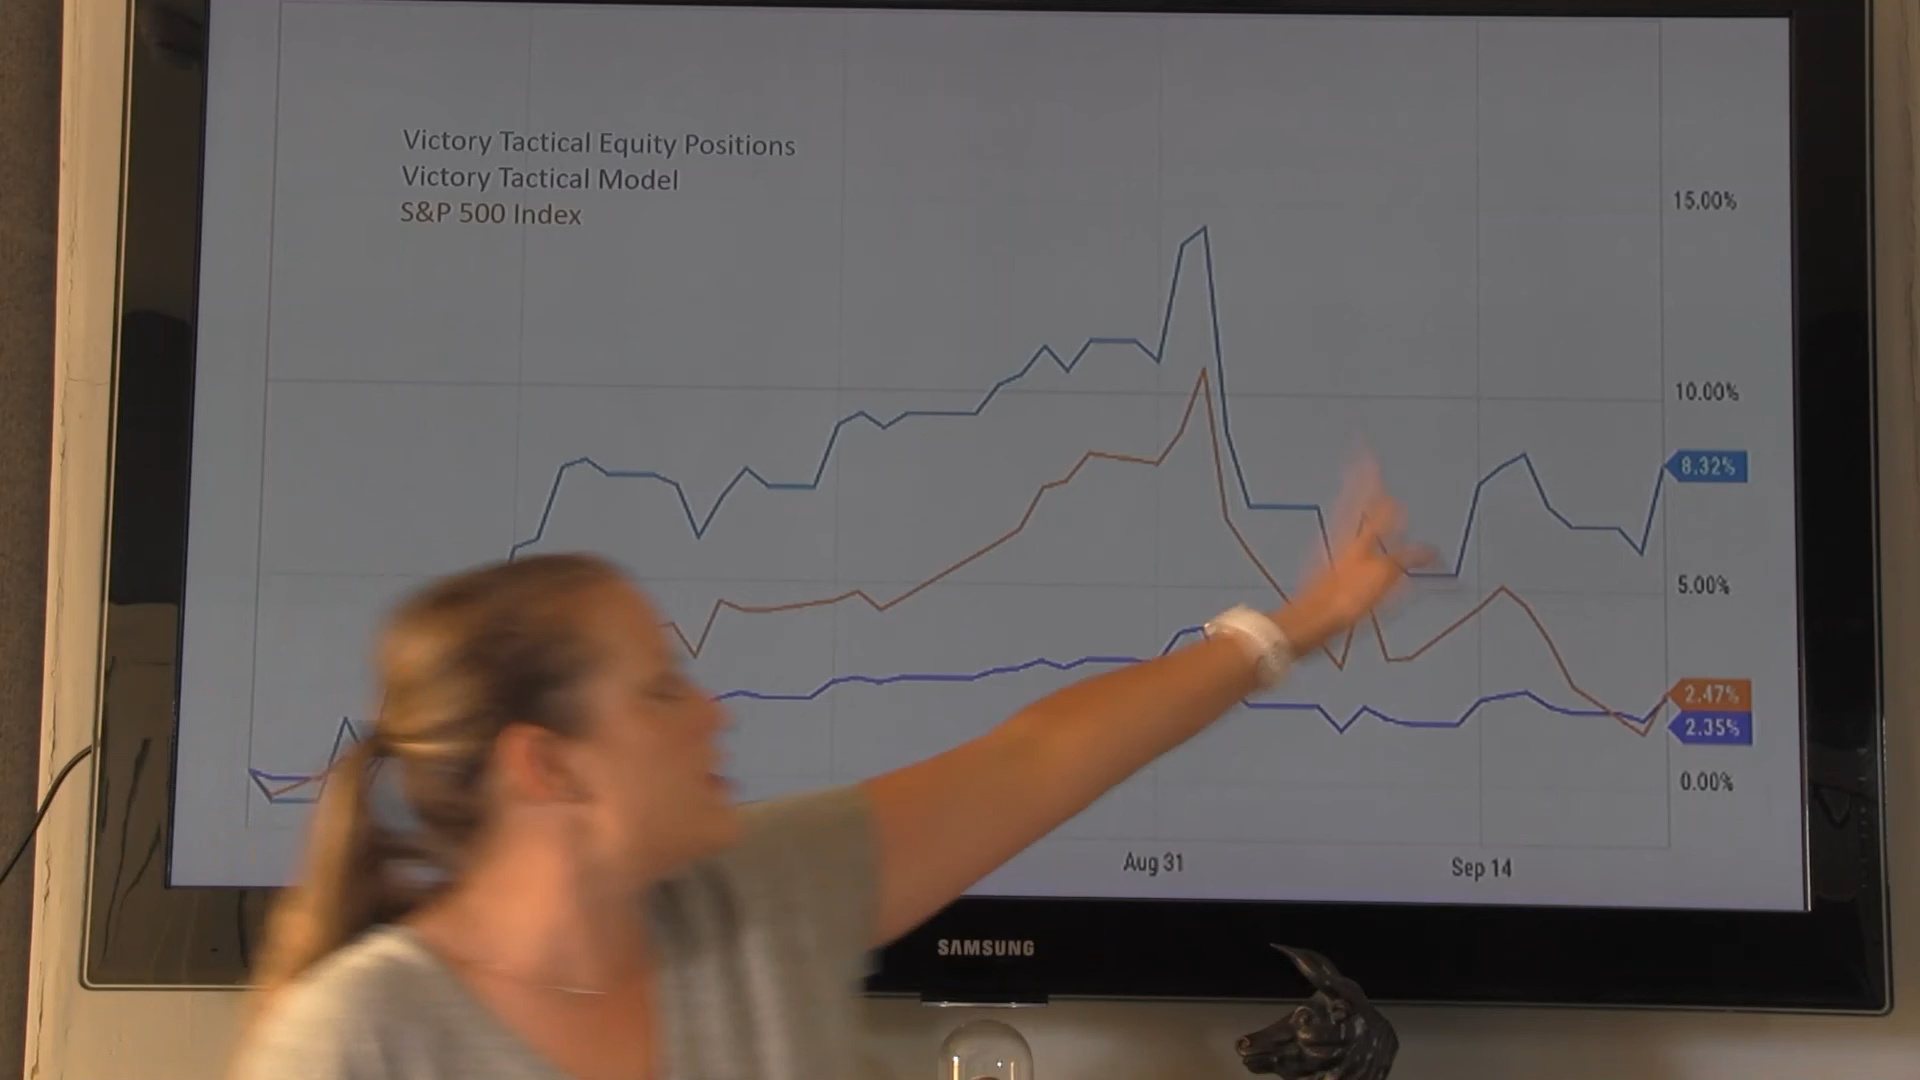 Victory Tactical Equity Positions
Victory Tactical Model
S&P 500 Index
15.00%
10.00%
8.32%
5.00%
2.47%
2.35%
0.00%
Aug 31
Sep 14
SAMSUNG